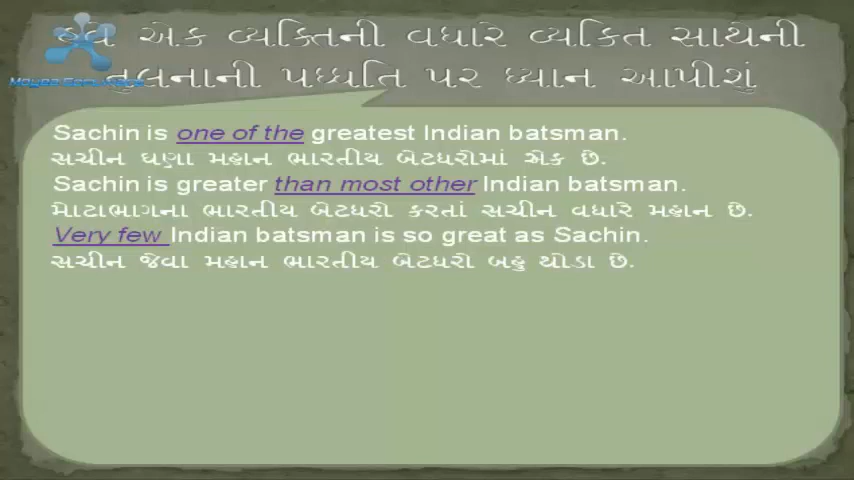 હવે એક વ્યક્તિની વધારે વ્યકિત સાથેની
તુલનાની પધ્ધતિ પર ધ્યાન આપીશું
Sachin is one of the greatest Indian batsman.
સચીન ઘણા મહાન ભારતીય બેટધરોમાં એક છે.
Sachin is greater than most other Indian batsman.
મોટાભાગના ભારતીય બેટધરો કરતાં સચીન વધારે મહાન છે.
Very few Indian batsman is so great as Sachin.
સચીન જેવા મહાન ભારતીય બેટધરો બહુ થોડા છે.